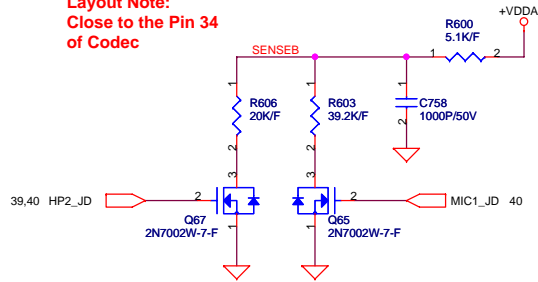 Layout Note:
Close to the Pin 34
of Codec
+VDDA
R600
5.1K/F
SENSEB
1
2
1
1
1
R606
20K/F
R603
39.2K/F
C758
1000P/50V
2
2
2
3
3
39,40 HP2_JD
2
2
MIC1_JD 40
Q67
2N7002W-7-F
1
1
Q65
2N7002W-7-F